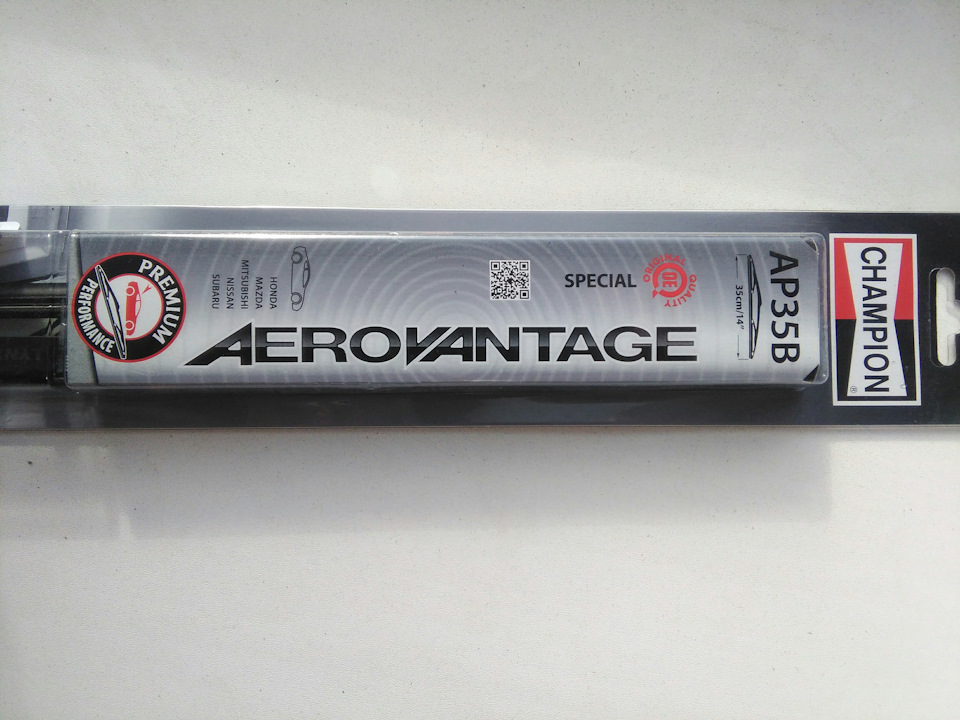 CHAMPION
®
AP35B
35cm/14"
ORIGINAL
OE
QUALITY
SPECIAL
AEROVANTAGE
HONDA
MAZDA
MITSUBISHI
NISSAN
SUBARU
PREMIUM
PERFORMANCE